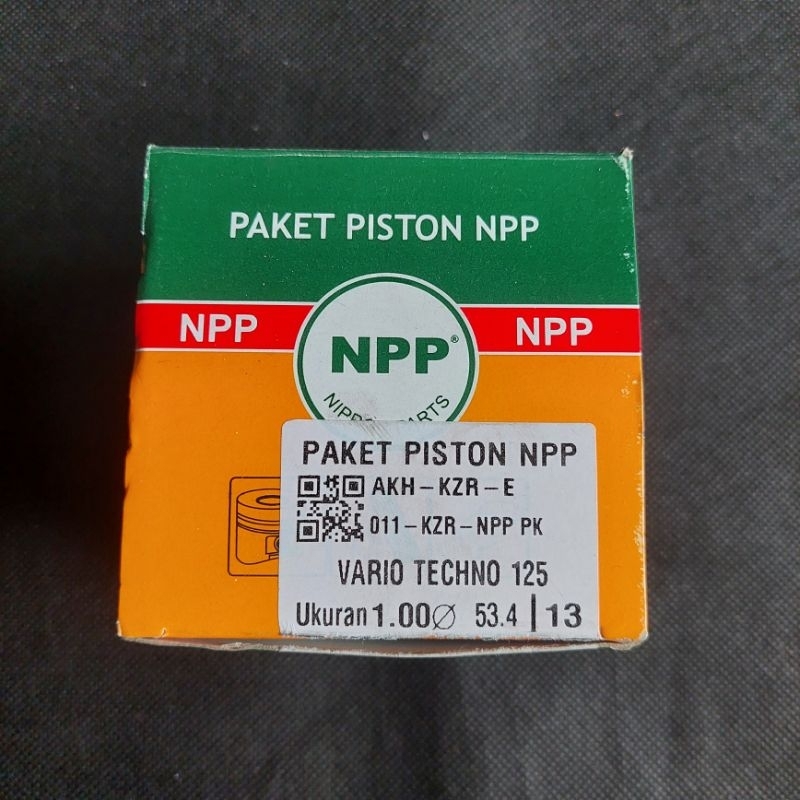 PAKET PISTON NPP
NPP
NPP®
NPP
PAKET PISTON NPP
AKH-KZR-E
011-KZR-NPP PK
VARIO TECHNO 125
Ukuran 1.00Ø 53.4 | 13